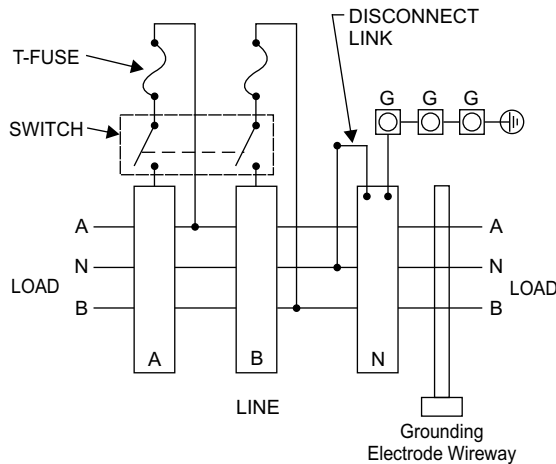 DISCONNECT
LINK
T-FUSE
G G G
SWITCH
A A
N N
LOAD LOAD
B B
A B N
LINE
Grounding
Electrode Wireway